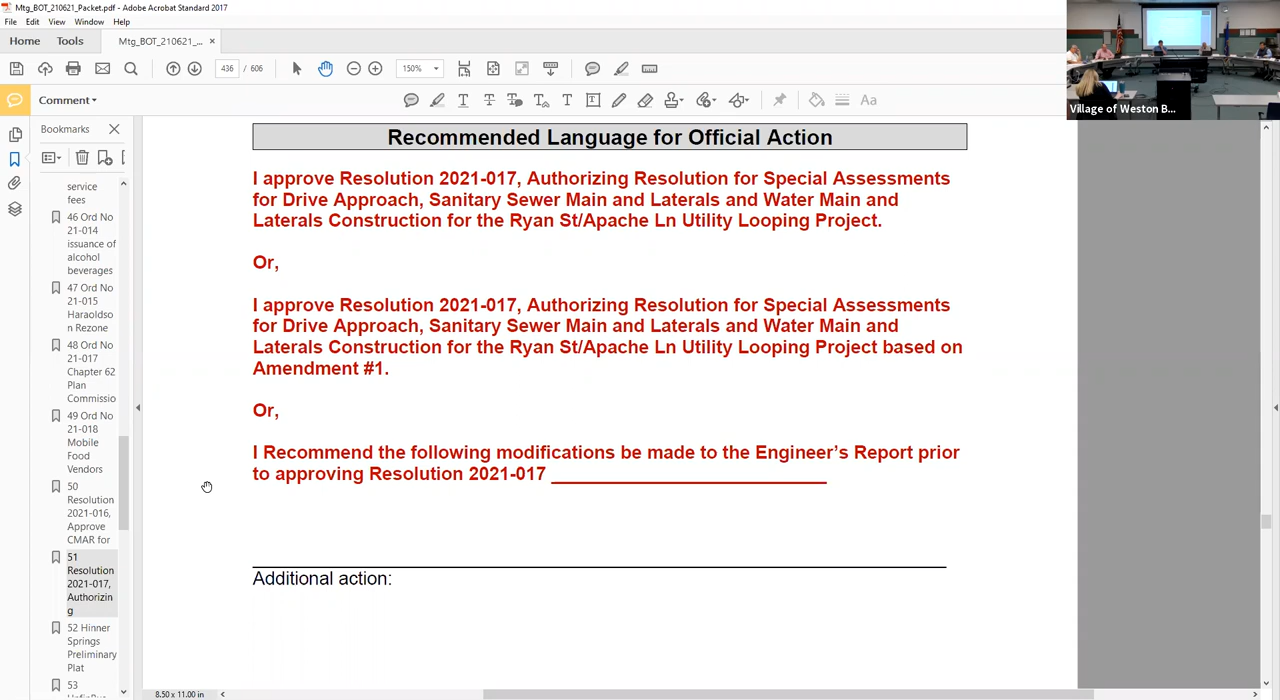 Mtg_BOT_210621_Packet.pdf - Adobe Acrobat Standard 2017
File Edit View Window Help
Home Tools Mtg_BOT_210621_... ×
436 / 606 150%
Comment
Bookmarks
service
fees
46 Ord No
21-014
issuance of
alcohol
beverages
47 Ord No
21-015
Haraoldso
n Rezone
48 Ord No
21-017
Chapter 62
Plan
Commissio
49 Ord No
21-018
Mobile
Food
Vendors
50
Resolution
2021-016,
Approve
CMAR for
51
Resolution
2021-017,
Authorizin
g
52 Hinner
Springs
Preliminary
Plat
53
Recommended Language for Official Action
I approve Resolution 2021-017, Authorizing Resolution for Special Assessments
for Drive Approach, Sanitary Sewer Main and Laterals and Water Main and
Laterals Construction for the Ryan St/Apache Ln Utility Looping Project.
Or,
I approve Resolution 2021-017, Authorizing Resolution for Special Assessments
for Drive Approach, Sanitary Sewer Main and Laterals and Water Main and
Laterals Construction for the Ryan St/Apache Ln Utility Looping Project based on
Amendment #1.
Or,
I Recommend the following modifications be made to the Engineer's Report prior
to approving Resolution 2021-017 ___________________________
Additional action:
8.50 x 11.00 in
Village of Weston B...